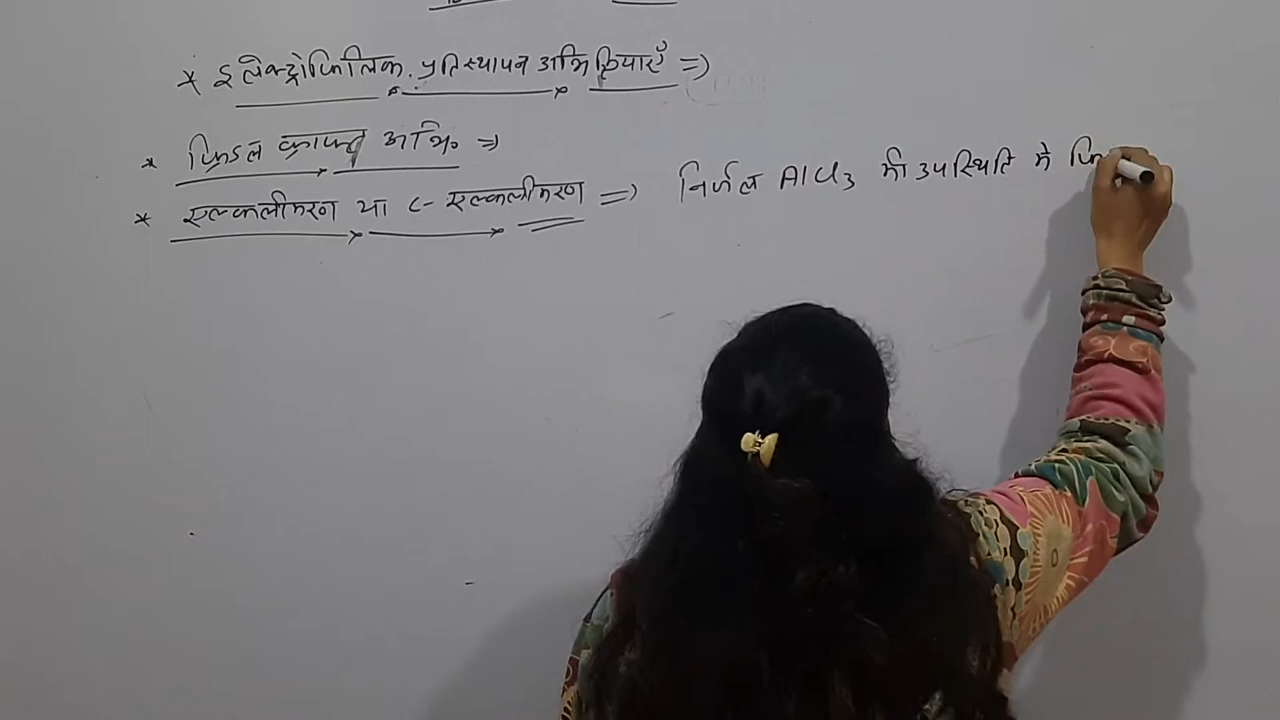 * इलेक्ट्रोफिलिक प्रतिस्थापन अभिक्रियाएँ ⇒
* फ्रिडल क्राफ्ट अभि० ⇒
* एल्कलीकरण या C- एल्कलीकरण ⇒ निर्जल AlCl3 की उपस्थिति मे